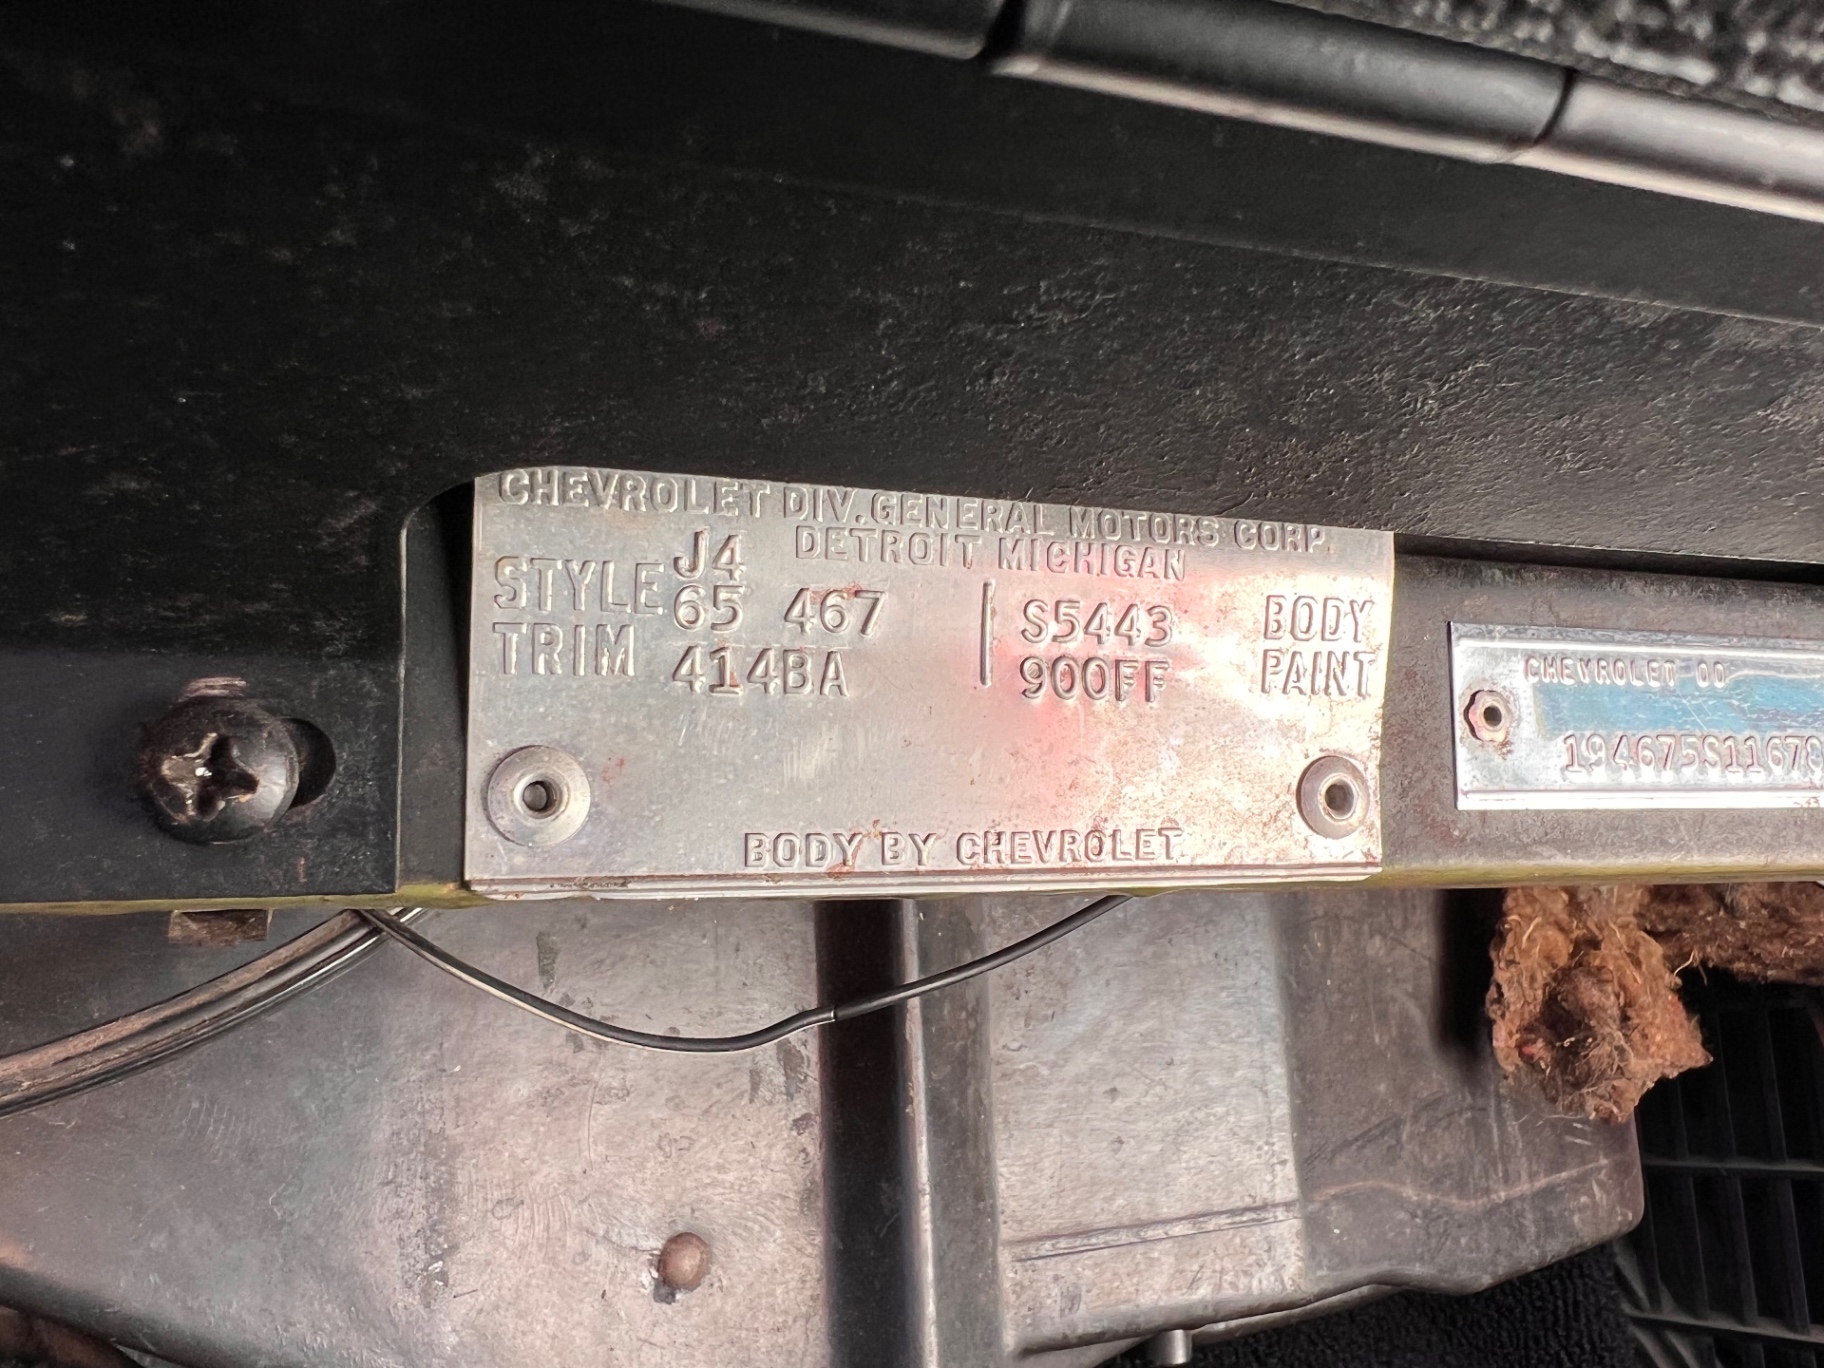 CHEVROLET DIV. GENERAL MOTORS CORP.
DETROIT MICHIGAN
J4
STYLE 65 467 S5443 BODY
TRIM 414BA 900FF PAINT
BODY BY CHEVROLET
CHEVROLET
194675S11678